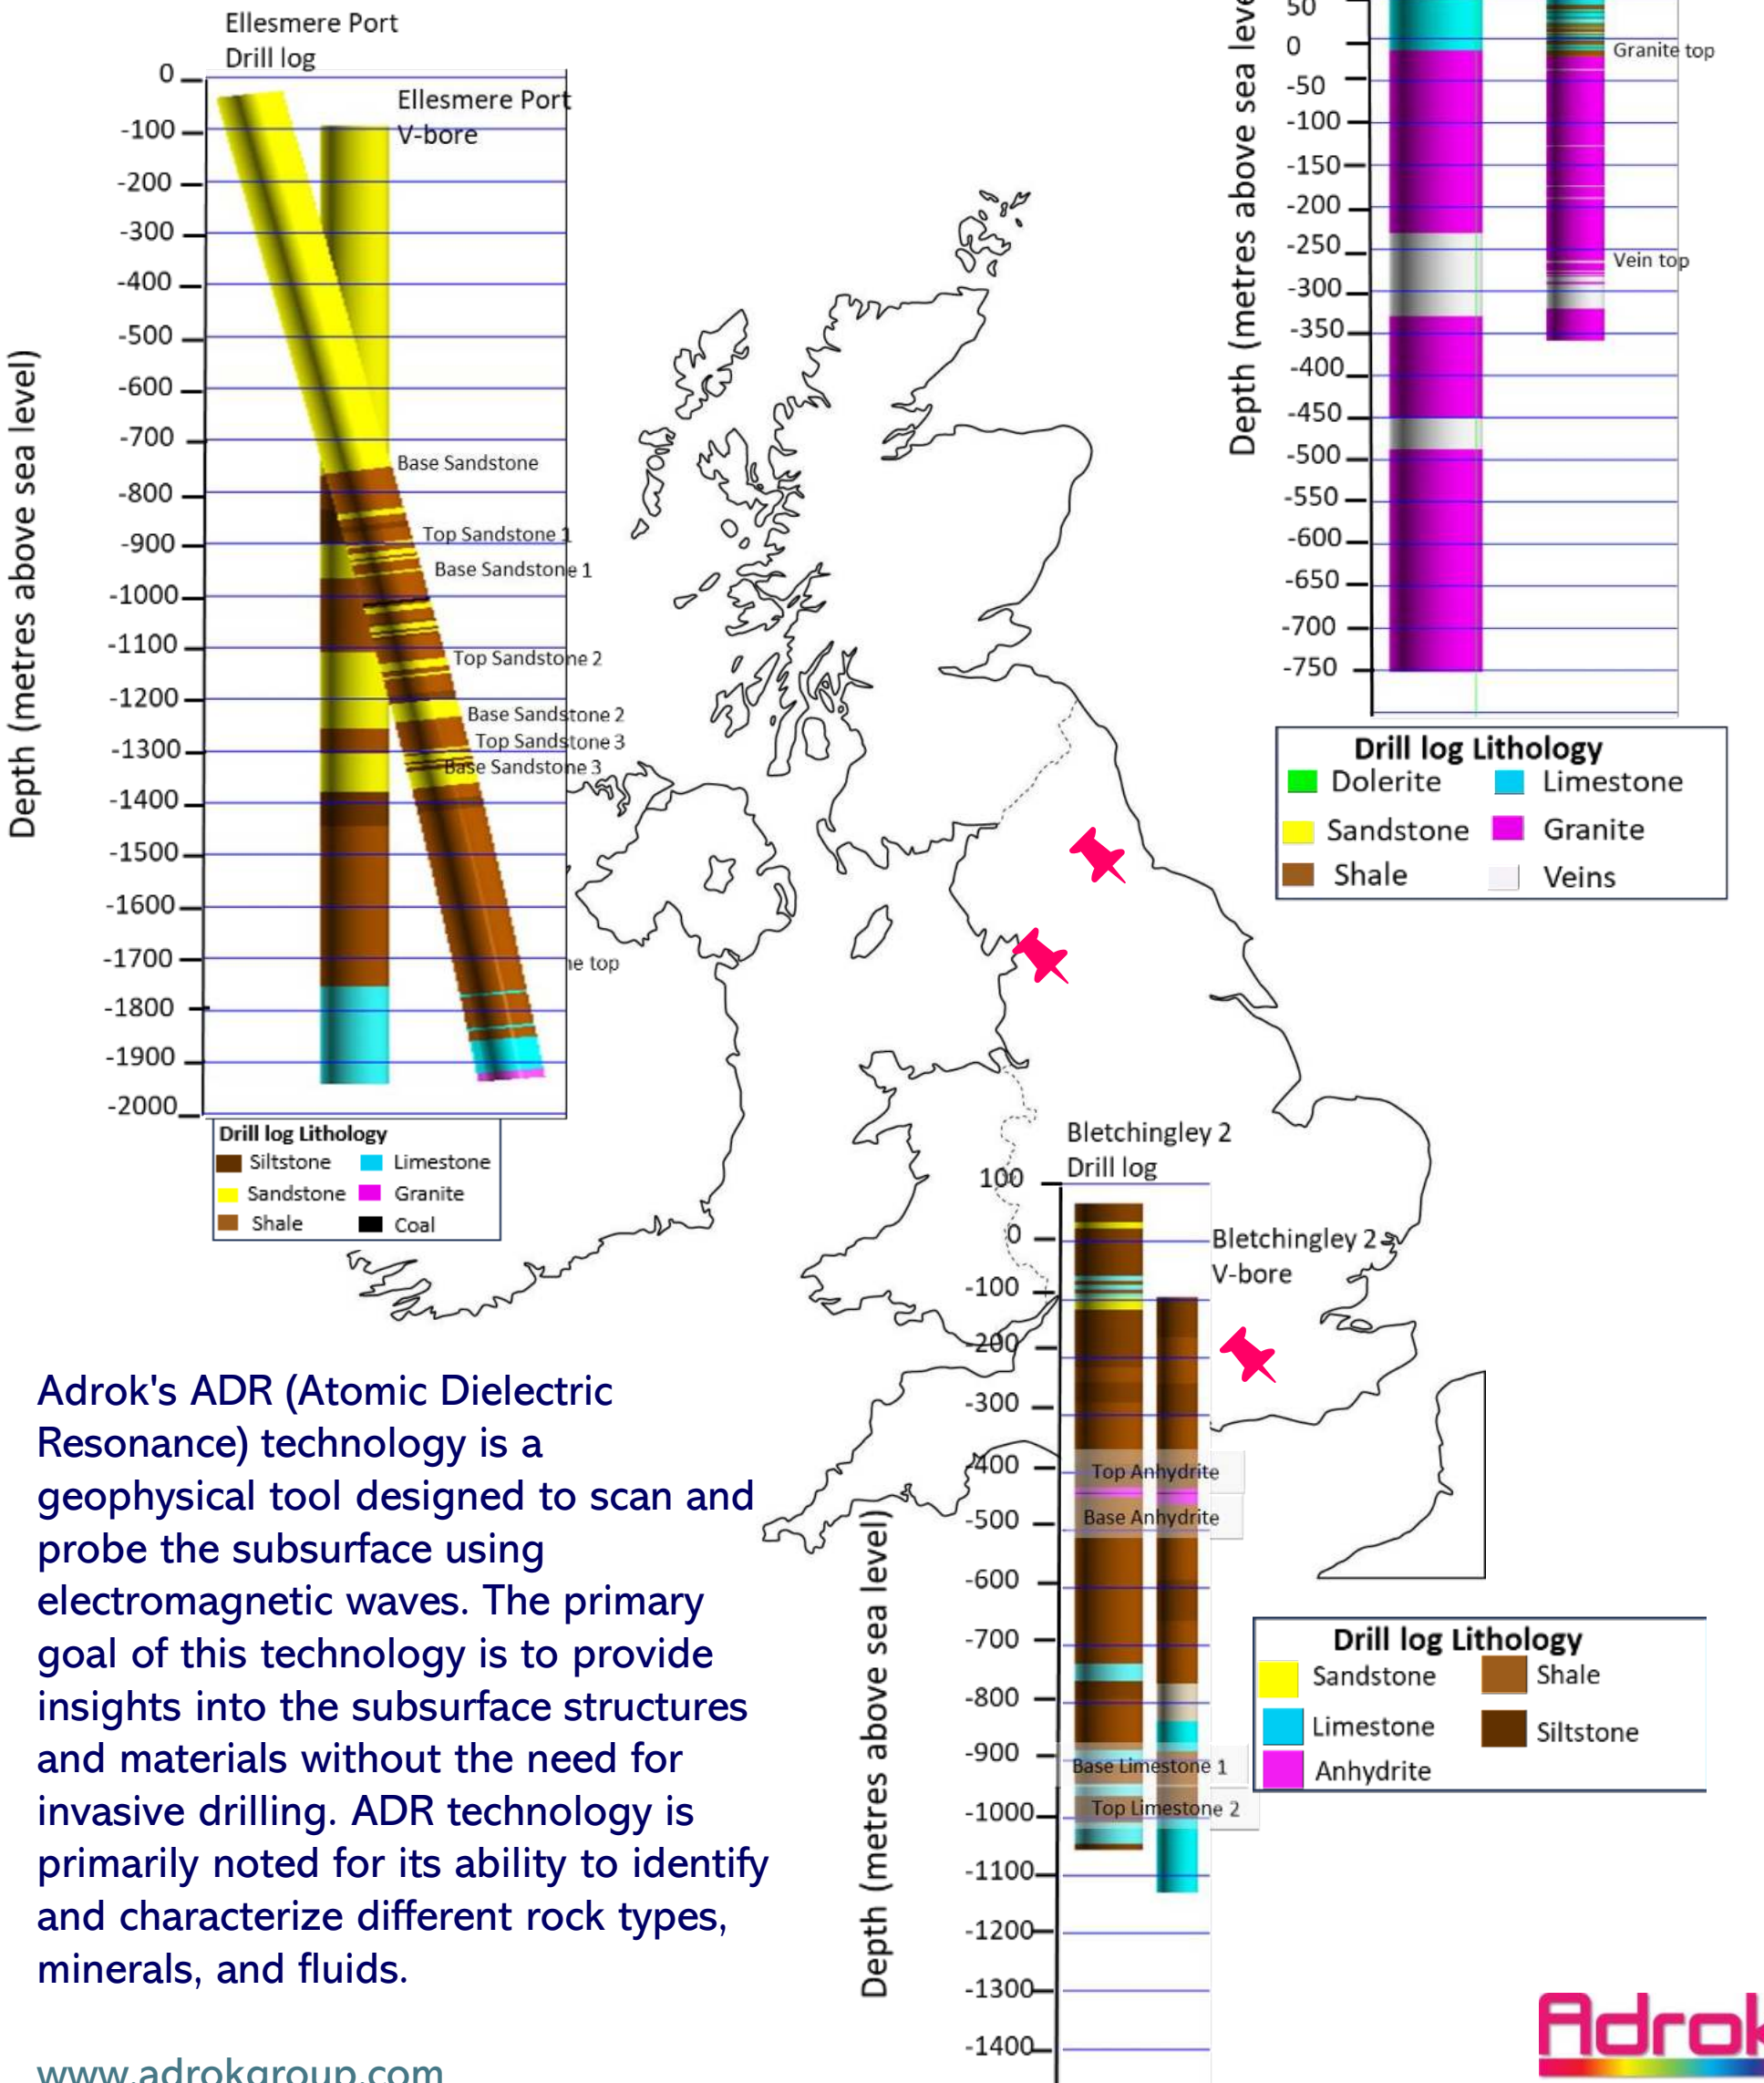 Ellesmere Port
Drill log
Ellesmere Port
V-bore
Depth (metres above sea level)
0
-100
-200
-300
-400
-500
-600
-700
-800
-900
-1000
-1100
-1200
-1300
-1400
-1500
-1600
-1700
-1800
-1900
-2000
Base Sandstone
Top Sandstone 1
Base Sandstone 1
Top Sandstone 2
Base Sandstone 2
Top Sandstone 3
Base Sandstone 3
top
Drill log Lithology
Siltstone Limestone
Sandstone Granite
Shale Coal
Depth (metres above sea leve
50
0
-50
-100
-150
-200
-250
-300
-350
-400
-450
-500
-550
-600
-650
-700
-750
Granite top
Vein top
Drill log Lithology
Dolerite Limestone
Sandstone Granite
Shale Veins
Bletchingley 2
Drill log
Bletchingley 2
V-bore
Depth (metres above sea level)
100
0
-100
-200
-300
-400
-500
-600
-700
-800
-900
-1000
-1100
-1200
-1300
-1400
Top Anhydrite
Base Anhydrite
Base Limestone 1
Top Limestone 2
Drill log Lithology
Sandstone Shale
Limestone Siltstone
Anhydrite
Adrok's ADR (Atomic Dielectric
Resonance) technology is a
geophysical tool designed to scan and
probe the subsurface using
electromagnetic waves. The primary
goal of this technology is to provide
insights into the subsurface structures
and materials without the need for
invasive drilling. ADR technology is
primarily noted for its ability to identify
and characterize different rock types,
minerals, and fluids.
www.adrokgroup.com
Adrok